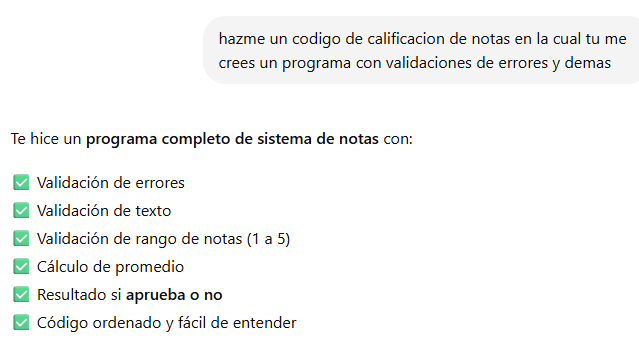 hazme un codigo de calificacion de notas en la cual tu me
crees un programa con validaciones de errores y demas
Te hice un programa completo de sistema de notas con:
✅ Validación de errores
✅ Validación de texto
✅ Validación de rango de notas (1 a 5)
✅ Cálculo de promedio
✅ Resultado si aprueba o no
✅ Código ordenado y fácil de entender